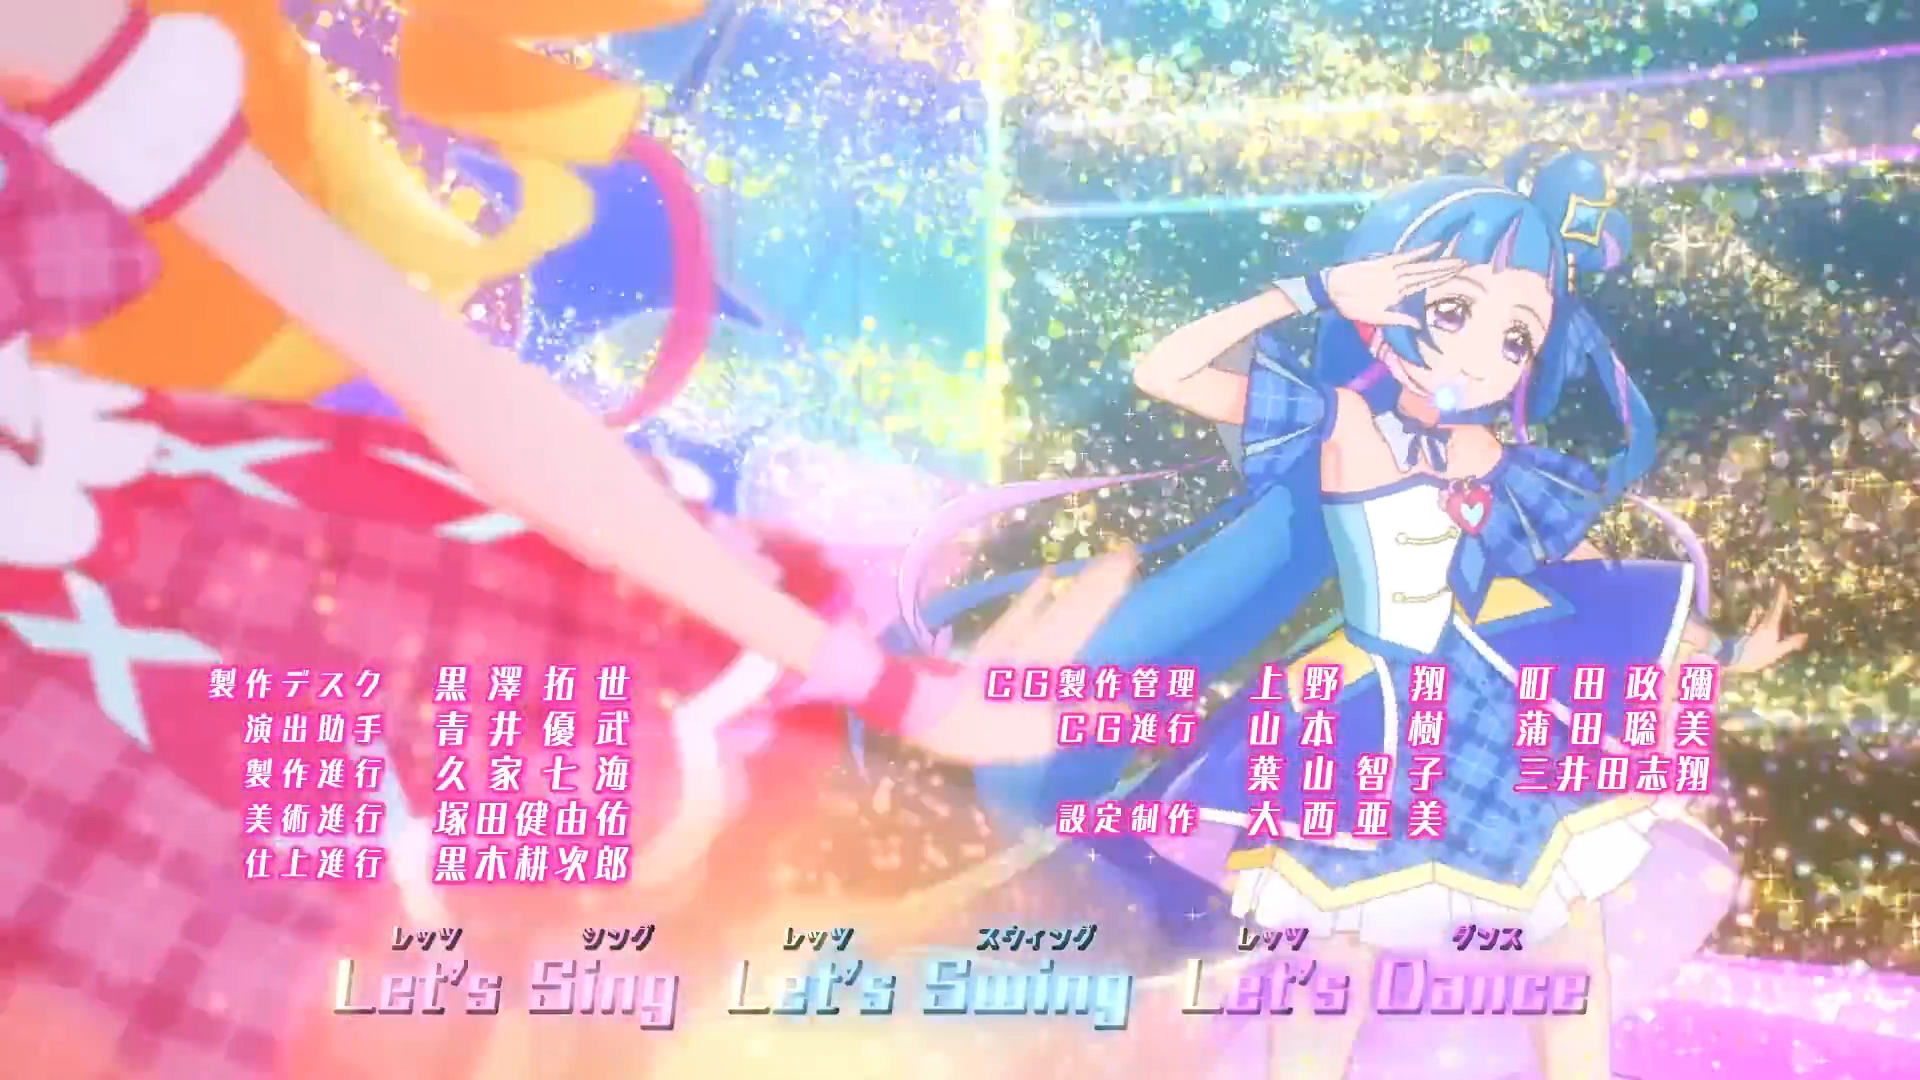 製作デスク 黒澤拓世
演出助手 青井優武
製作進行 久家七海
美術進行 塚田健由佑
仕上進行 黒木耕次郎
CG製作管理 上野翔 町田政彌
CG進行 山本樹 蒲田聡美
葉山智子 三井田志翔
設定制作 大西亜美
レッツ シング レッツ スウィング レッツ ダンス
Let's Sing Let's Swing Let's Dance